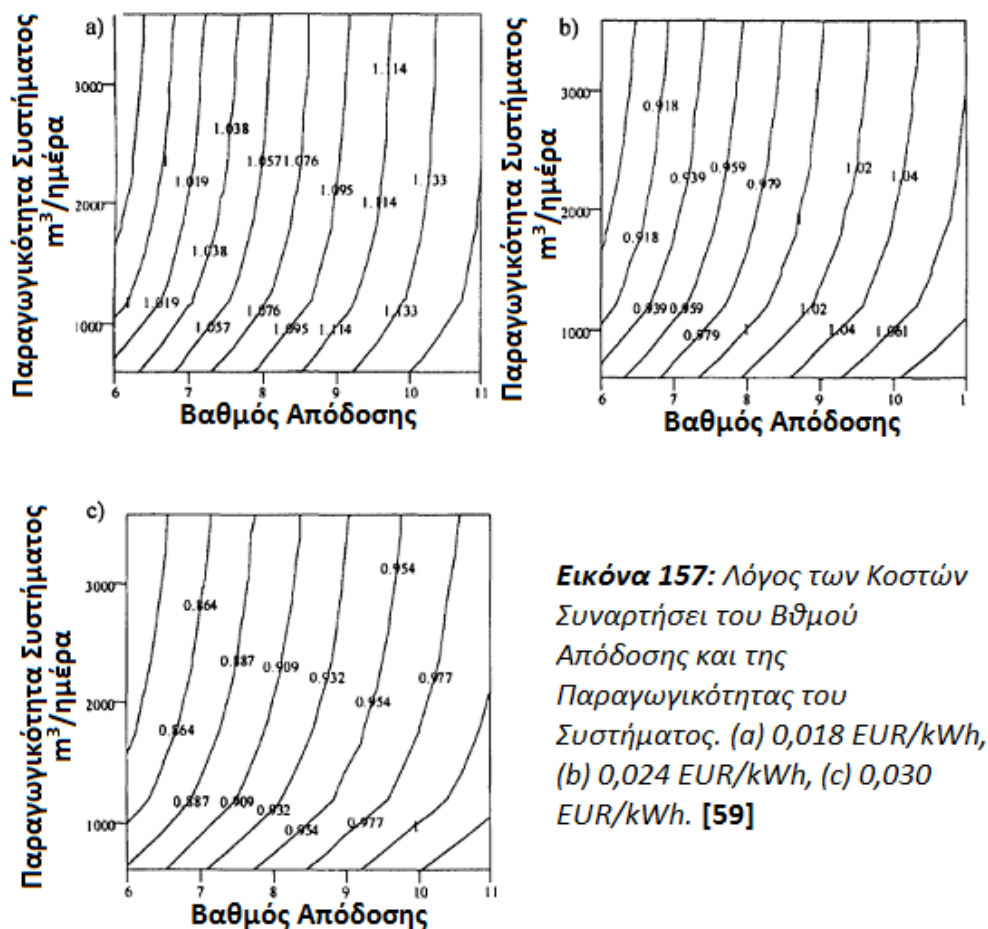 a)
Παραγωγικότητα Συστήματος
m³/ημέρα
3000
2000
1000
1.114
1.038
1
1.019
1.057
1.076
1.095
1.133
1.114
1.038
1
1.019
1.076
1.133
1.057
1.095
1.114
6 7 8 9 10 11
Βαθμός Απόδοσης
b)
Παραγωγικότητα Συστήματος
m³/ημέρα
3000
2000
1000
0.918
0.939
0.959
0.979
1.02
1.04
1
0.918
0.939
0.959
1.02
0.979
1
1.04
1.061
6 7 8 9 10 1
Βαθμός Απόδοσης
c)
Παραγωγικότητα Συστήματος
m³/ημέρα
3000
2000
1000
0.954
0.864
0.887
0.909
0.932
0.977
0.954
0.864
0.887
0.909
0.932
0.954
0.977
1
6 7 8 9 10 11
Βαθμός Απόδοσης
Εικόνα 157: Λόγος των Κοστών
Συναρτήσει του Βθμού
Απόδοσης και της
Παραγωγικότητας του
Συστήματος. (a) 0,018 EUR/kWh,
(b) 0,024 EUR/kWh, (c) 0,030
EUR/kWh. [59]